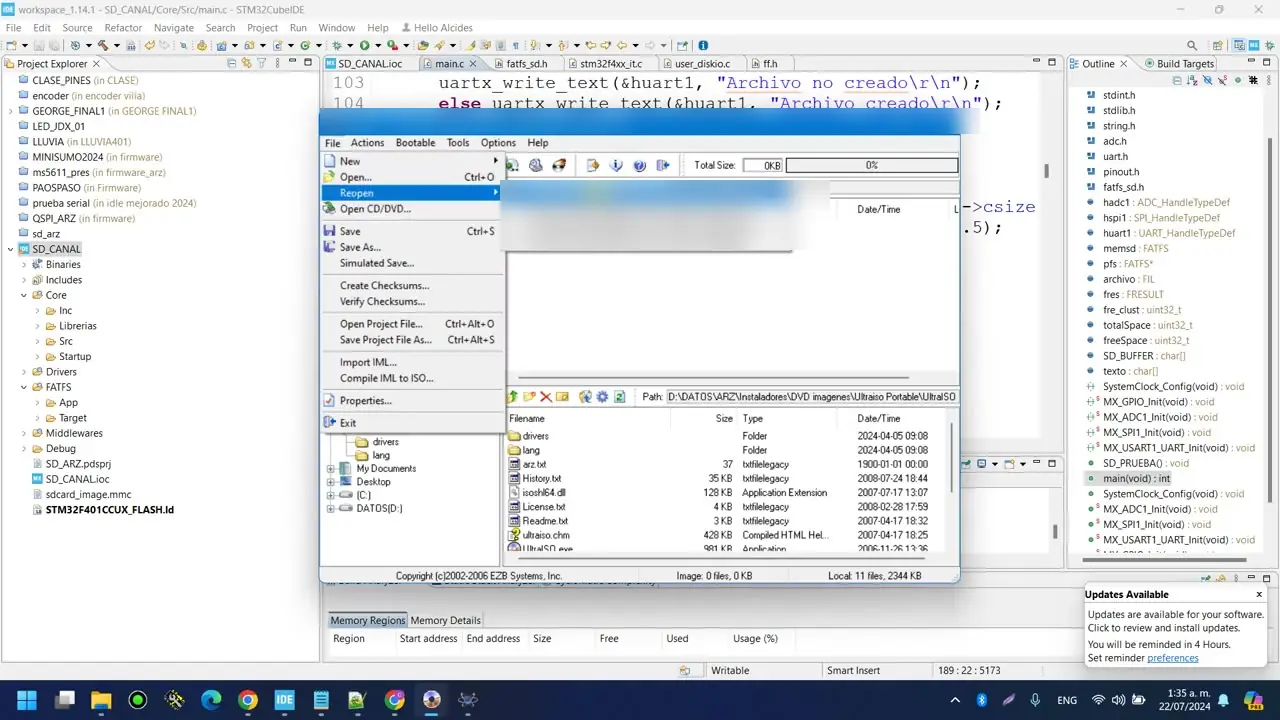 workspace_1.14.1 - SD_CANAL/Core/Src/main.c - STM32CubeIDE
File Edit Source Refactor Navigate Search Project Run Window Help Hello Alcides
Project Explorer
CLASE_PINES (in CLASE)
encoder (in encoder villa)
GEORGE_FINAL1 (in GEORGE FINAL1)
LED_JDX_01
LLUVIA (in LLUVIA401)
MINISUMO2024 (in firmware)
ms5611_pres (in firmware_arz)
PAOSPASO (in firmware)
prueba serial (in idle mejorado 2024)
QSPI_ARZ (in firmware)
sd_arz
SD_CANAL
Binaries
Includes
Core
Inc
Librerias
Src
Startup
Drivers
FATFS
App
Target
Middlewares
Debug
SD_ARZ.pdsprj
SD_CANAL.ioc
sdcard_image.mmc
STM32F401CCUX_FLASH.ld
SD_CANAL.ioc main.c fatfs_sd.h stm32f4xx_it.c user_diskio.c ff.h
103 uartx_write_text(&huart1, "Archivo no creado\r\n");
104 else uartx_write_text(&huart1, "Archivo creado\r\n");
->csize
.5);
File Actions Bootable Tools Options Help
Total Size: 0KB 0%
New
Open... Ctrl+O
Reopen
Open CD/DVD...
Save Ctrl+S
Save As...
Simulated Save...
Create Checksums...
Verify Checksums...
Open Project File... Ctrl+Alt+O
Save Project File As... Ctrl+Alt+S
Import IML...
Compile IML to ISO...
Properties...
Exit
Date/Time L
Path: D:\DATOS\ARZ\Instaladores\DVD imagenes\Ultraiso Portable\UltraISO
drivers
lang
My Documents
Desktop
(C:)
DATOS(D:)
Filename Size Type Date/Time
drivers Folder 2024-04-05 09:08
lang Folder 2024-04-05 09:08
arz.txt 37 txtfilelegacy 1900-01-01 00:00
History.txt 35 KB txtfilelegacy 2008-07-24 18:44
isoshl64.dll 128 KB Application Extension 2007-07-17 13:07
License.txt 4 KB txtfilelegacy 2008-02-28 17:59
Readme.txt 3 KB txtfilelegacy 2007-04-17 18:32
ultraiso.chm 428 KB Compiled HTML Hel... 2007-04-17 18:25
UltraISO.exe 981 KB Application 2006-11-26 13:36
Copyright (c)2002-2006 EZB Systems, Inc. Image: 0 files, 0 KB Local: 11 files, 2344 KB
Memory Regions Memory Details
Region Start address End address Size Free Used Usage (%)
Writable Smart Insert 189 : 22 : 5173
Outline Build Targets
stdint.h
stdlib.h
string.h
adc.h
uart.h
pinout.h
fatfs_sd.h
hadc1 : ADC_HandleTypeDef
hspi1 : SPI_HandleTypeDef
huart1 : UART_HandleTypeDef
memsd : FATFS
pfs : FATFS*
archivo : FIL
fres : FRESULT
fre_clust : uint32_t
totalSpace : uint32_t
freeSpace : uint32_t
SD_BUFFER : char[]
texto : char[]
SystemClock_Config(void) : void
MX_GPIO_Init(void) : void
MX_ADC1_Init(void) : void
MX_SPI1_Init(void) : void
MX_USART1_UART_Init(void) : void
SD_PRUEBA() : void
main(void) : int
SystemClock_Config(void) : void
MX_ADC1_Init(void) : void
MX_SPI1_Init(void) : void
MX_USART1_UART_Init(void) : void
Updates Available
Updates are available for your software.
Click to review and install updates.
You will be reminded in 4 Hours.
Set reminder preferences
IDE
ENG
1:35 a. m.
22/07/2024